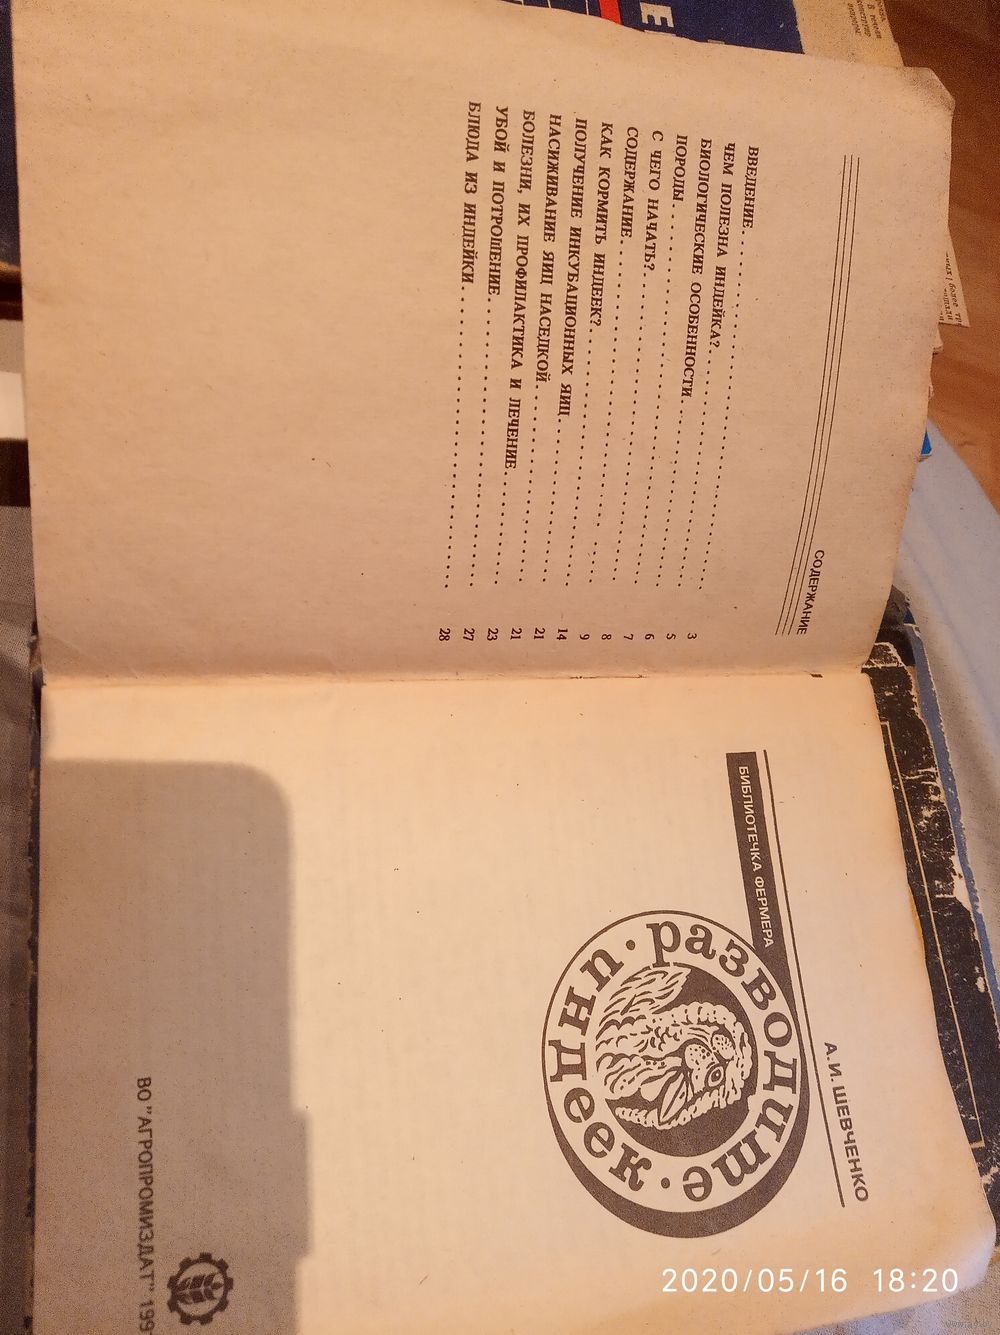 СОДЕРЖАНИЕ
ВВЕДЕНИЕ 3
ЧЕМ ПОЛЕЗНА ИНДЕЙКА? 5
БИОЛОГИЧЕСКИЕ ОСОБЕННОСТИ 6
ПОРОДЫ 7
С ЧЕГО НАЧАТЬ? 8
СОДЕРЖАНИЕ 9
КАК КОРМИТЬ ИНДЕЕК? 14
ПОЛУЧЕНИЕ ИНКУБАЦИОННЫХ ЯИЦ 21
НАСИЖИВАНИЕ ЯИЦ НАСЕДКОЙ 21
БОЛЕЗНИ, ИХ ПРОФИЛАКТИКА И ЛЕЧЕНИЕ 23
УБОЙ И ПОТРОШЕНИЕ 27
БЛЮДА ИЗ ИНДЕЙКИ 28
А.И. ШЕВЧЕНКО
БИБЛИОТЕЧКА ФЕРМЕРА
разводите
индеек
ВО "АГРОПРОМИЗДАТ" 199
2020/05/16 18:20